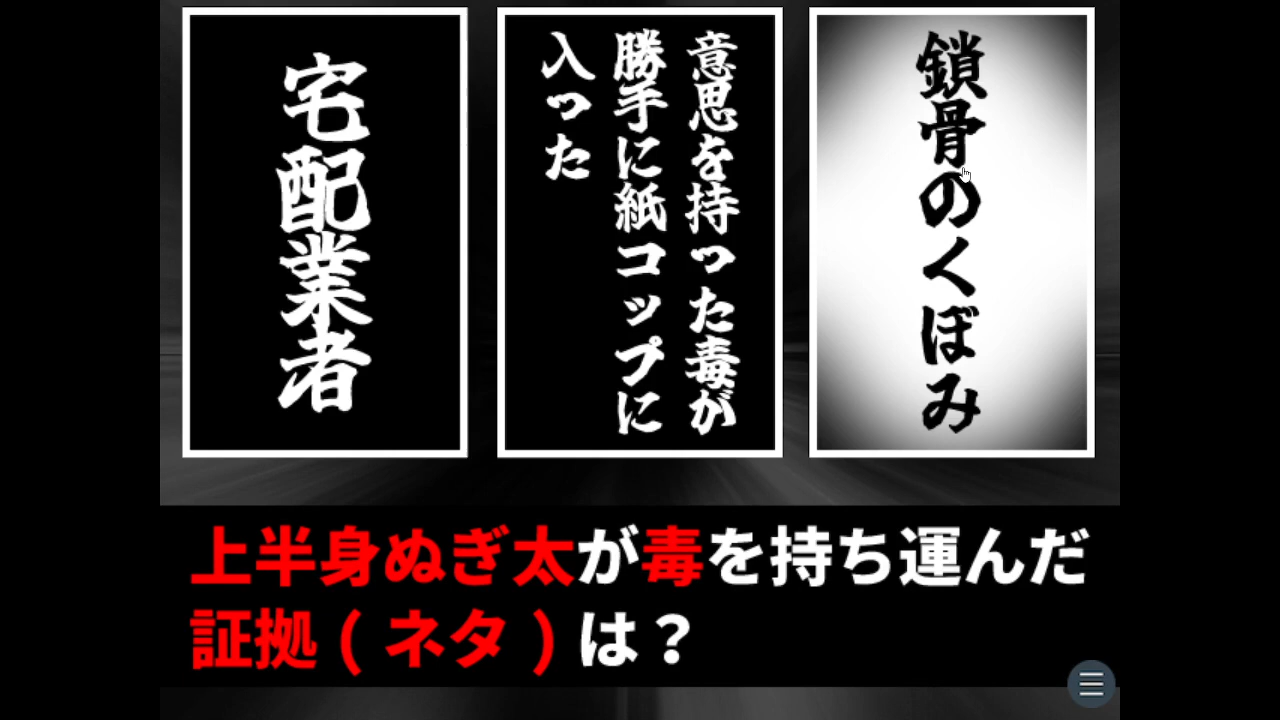 宅配業者
意思を持った毒が
勝手に紙コップに
入った
鎖骨のくぼみ
上半身ぬぎ太が毒を持ち運んだ
証拠(ネタ)は？